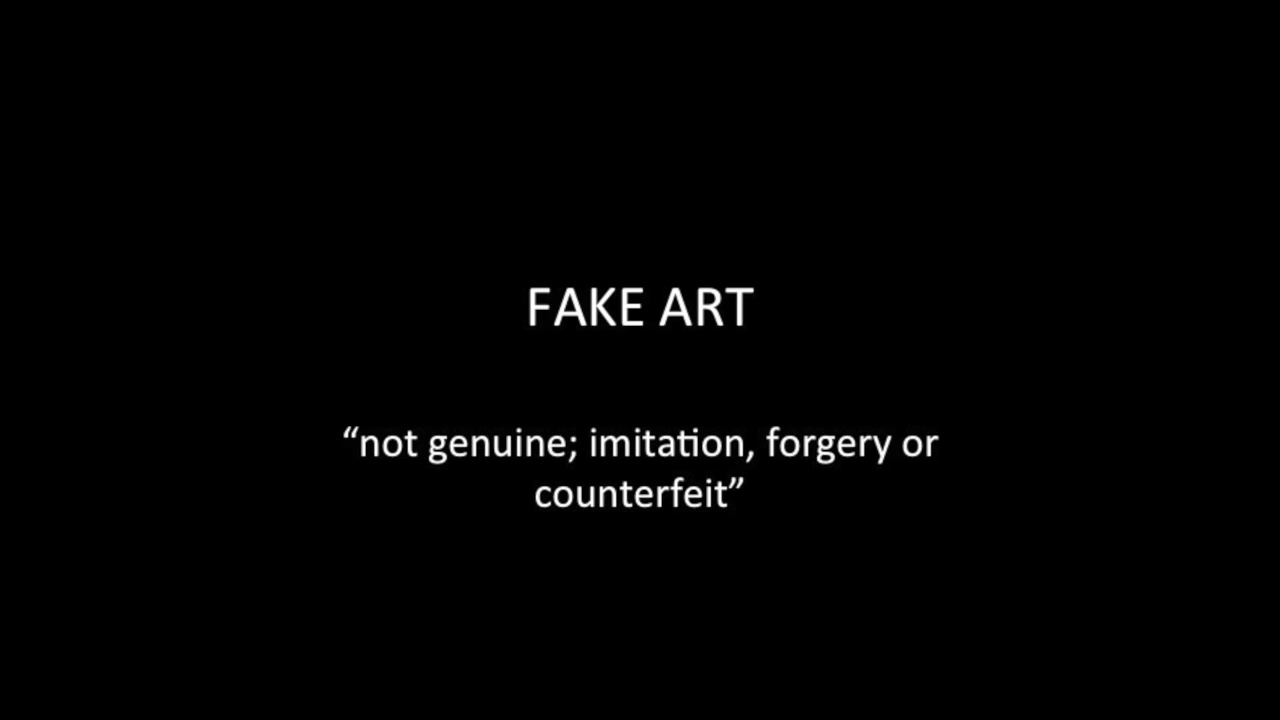 FAKE ART
“not genuine; imitation, forgery or
counterfeit”